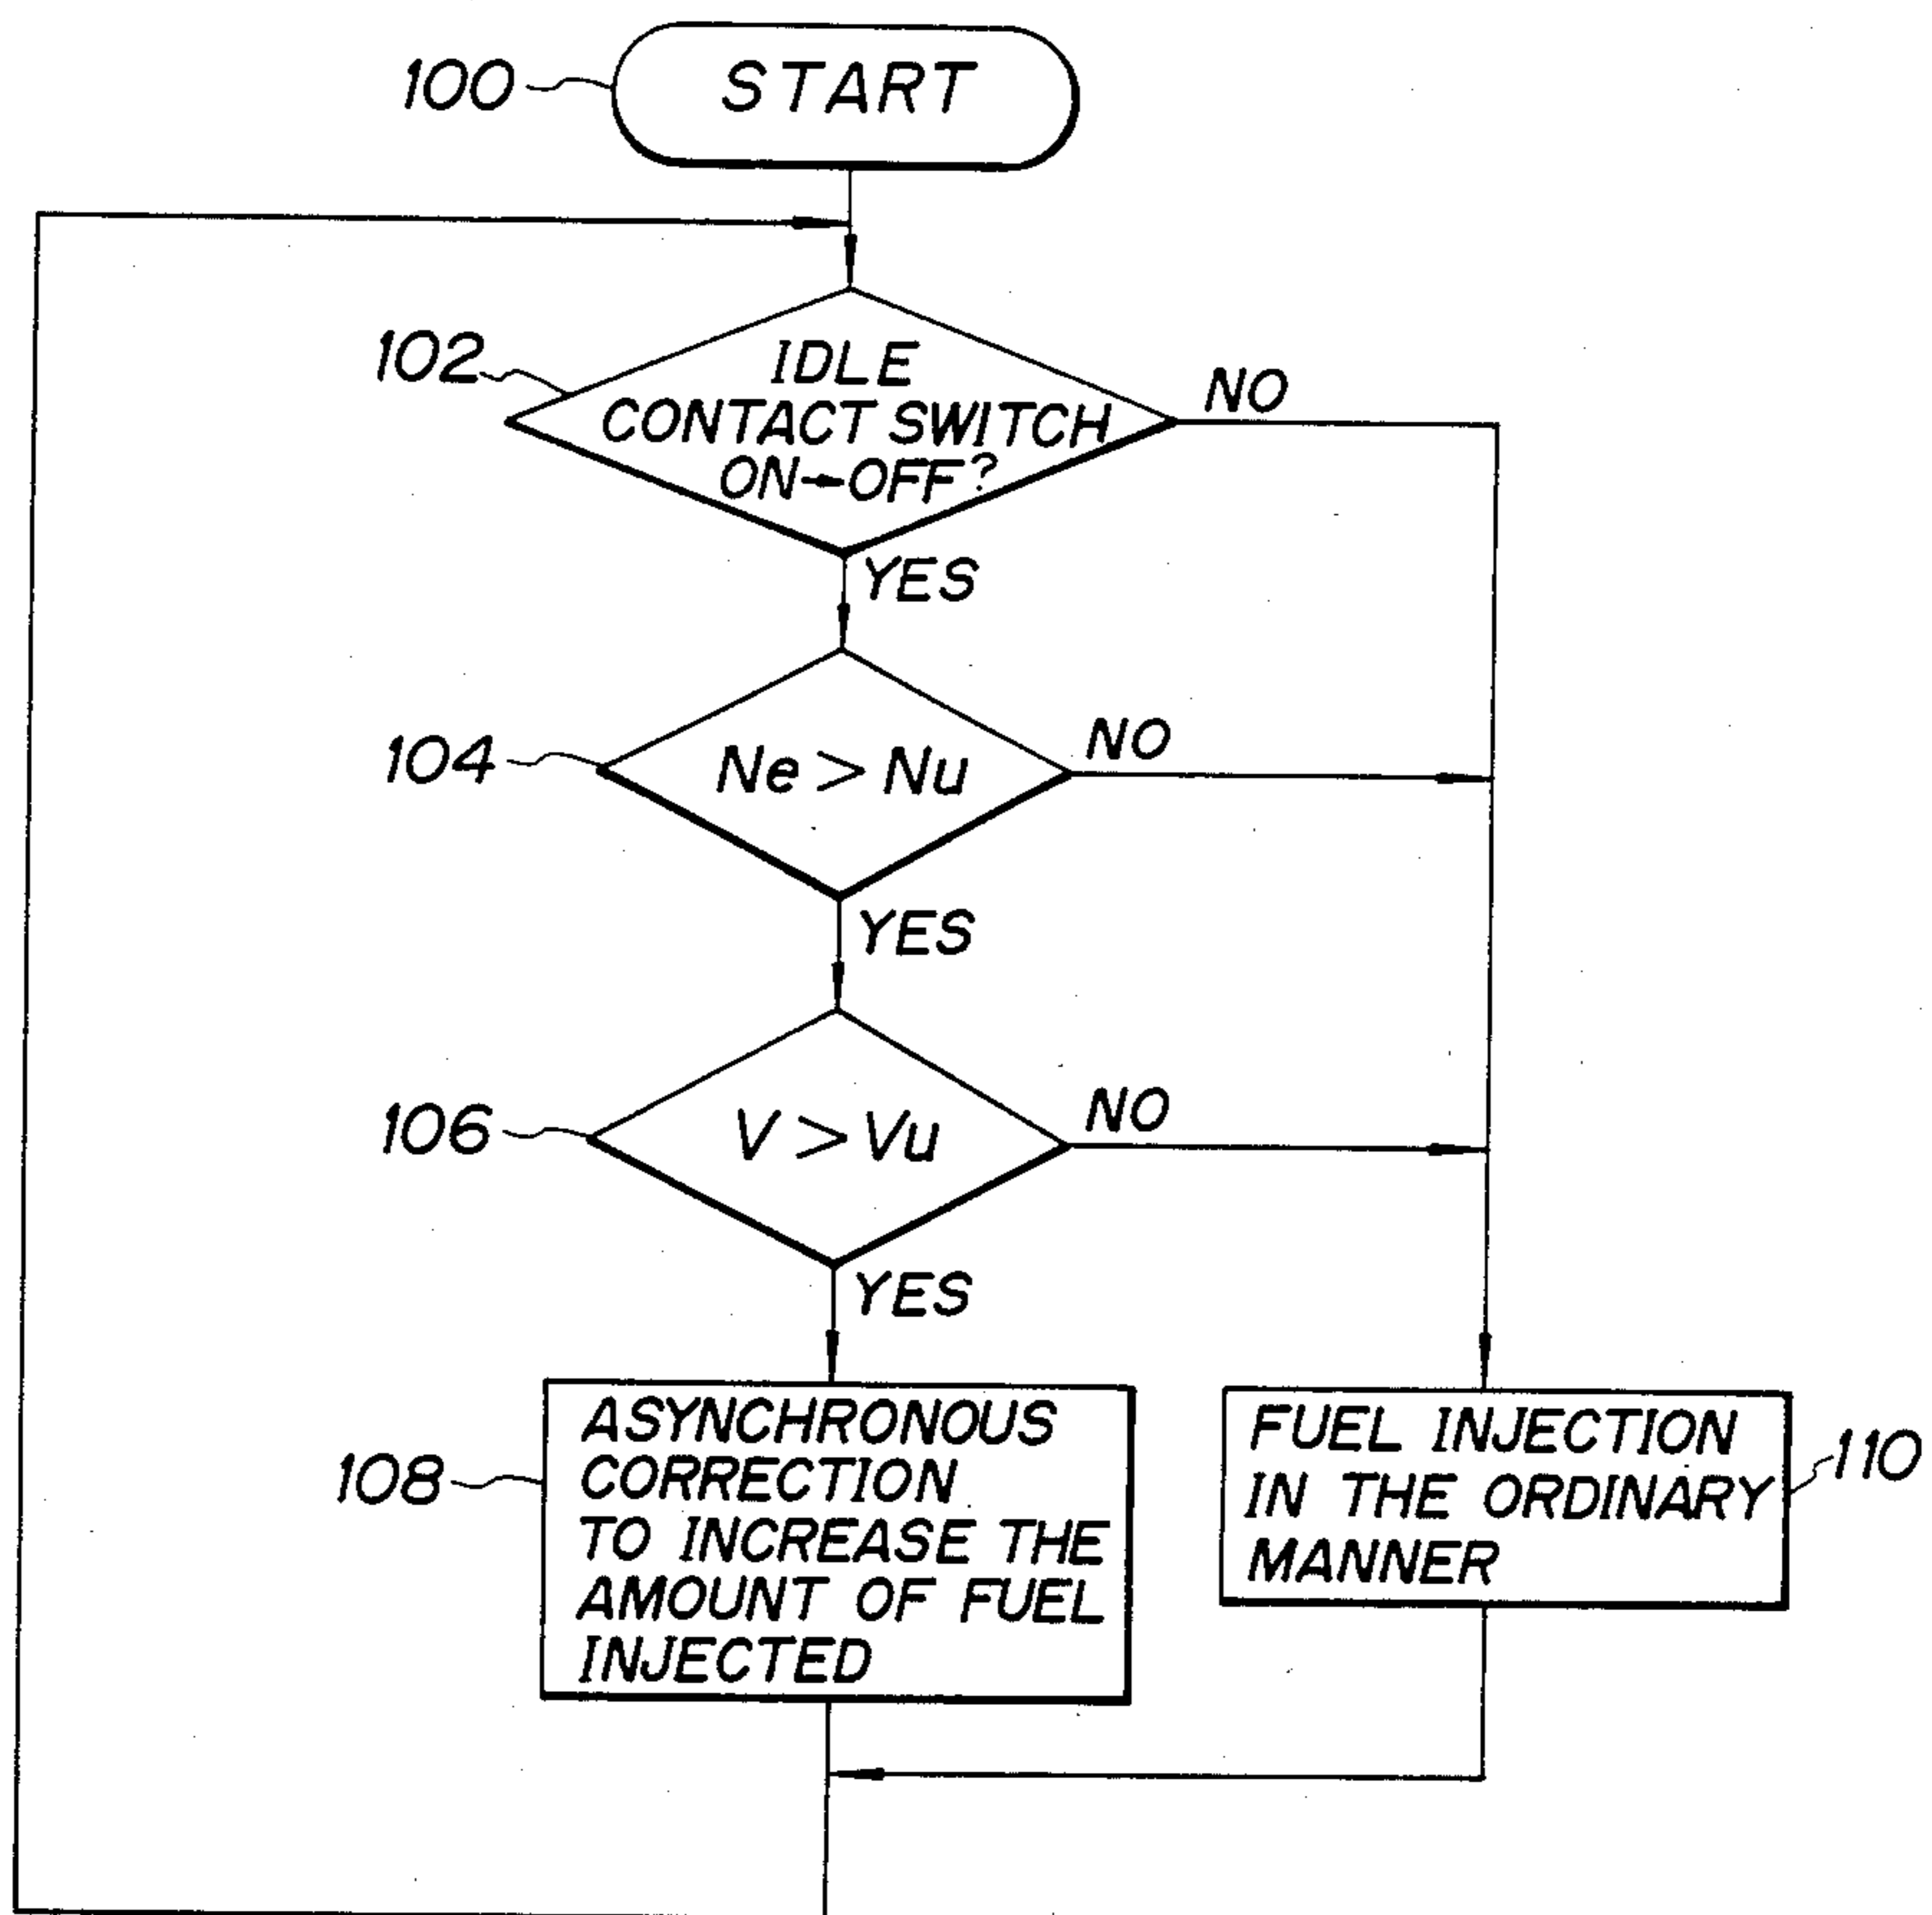 100
START
102
IDLE
CONTACT SWITCH
ON→OFF?
NO
YES
104
Ne > Nu
NO
YES
106
V > Vu
NO
YES
108
ASYNCHRONOUS
CORRECTION
TO INCREASE THE
AMOUNT OF FUEL
INJECTED
FUEL INJECTION
IN THE ORDINARY
MANNER
110